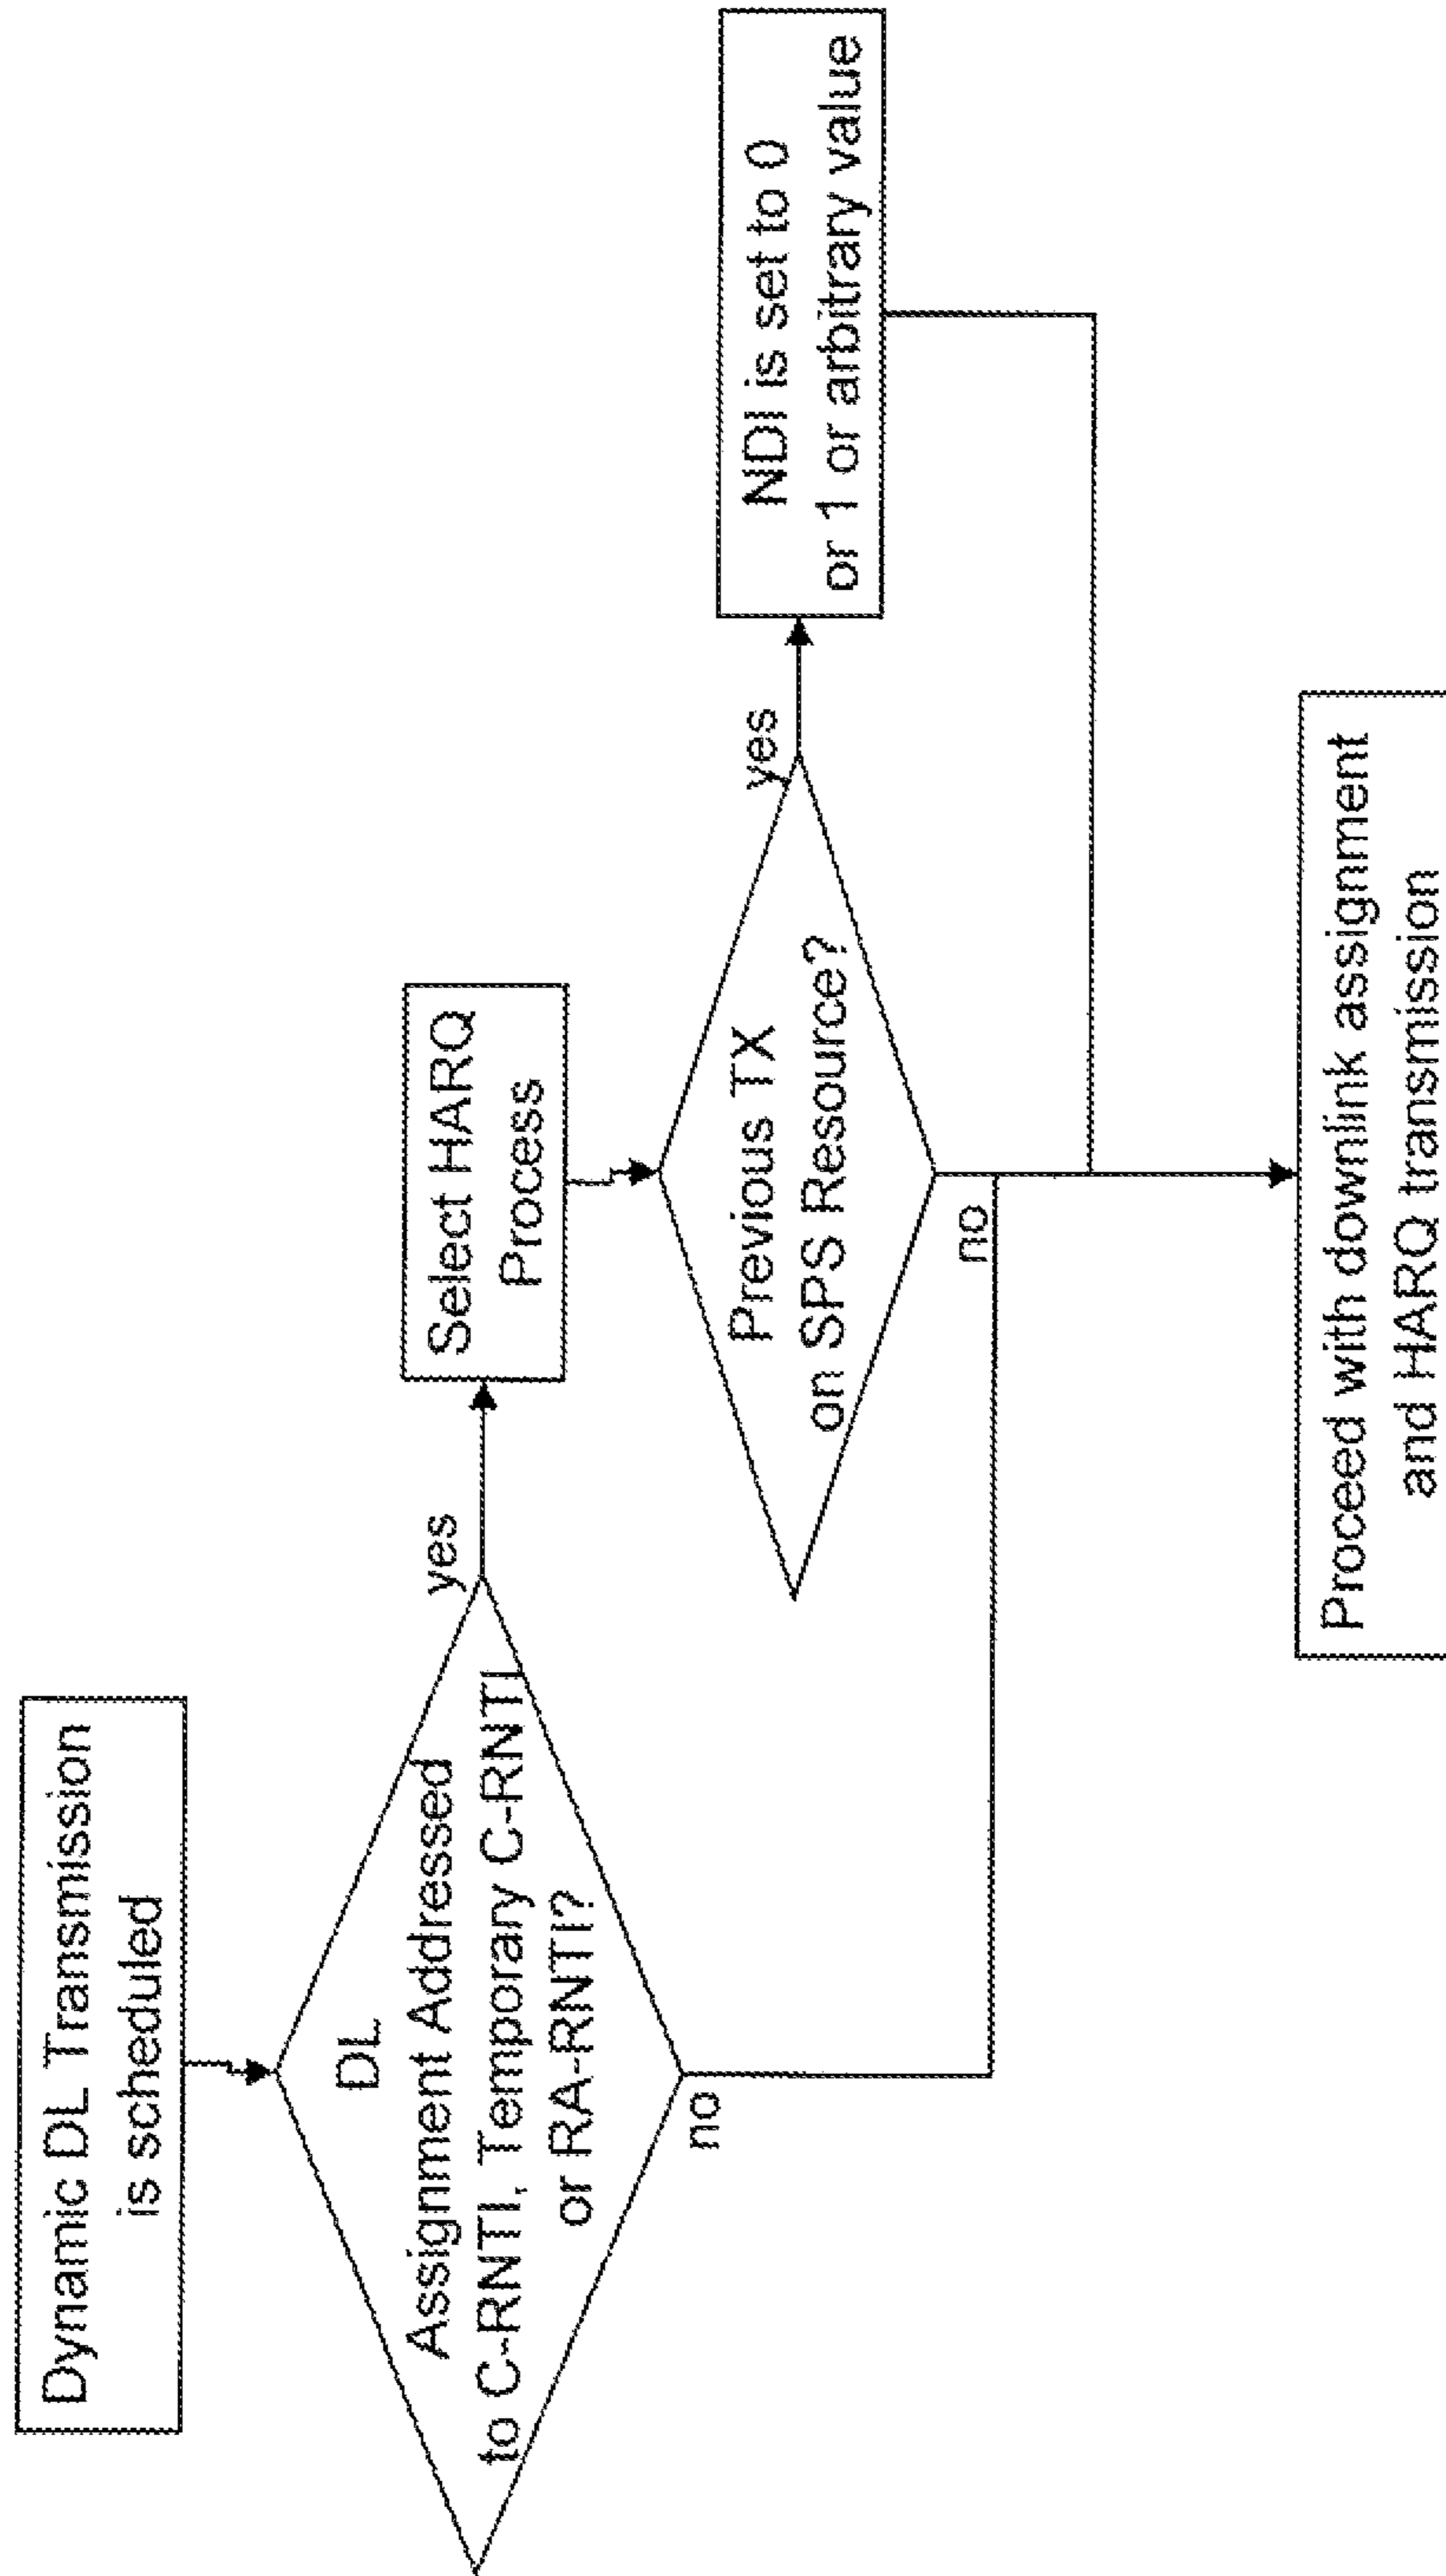 Dynamic DL Transmission
is scheduled
DL
Assignment Addressed
to C-RNTI, Temporary C-RNTI
or RA-RNTI?
yes
no
Select HARQ
Process
Previous TX
on SPS Resource?
yes
no
NDI is set to 0
or 1 or arbitrary value
Proceed with downlink assignment
and HARQ transmission